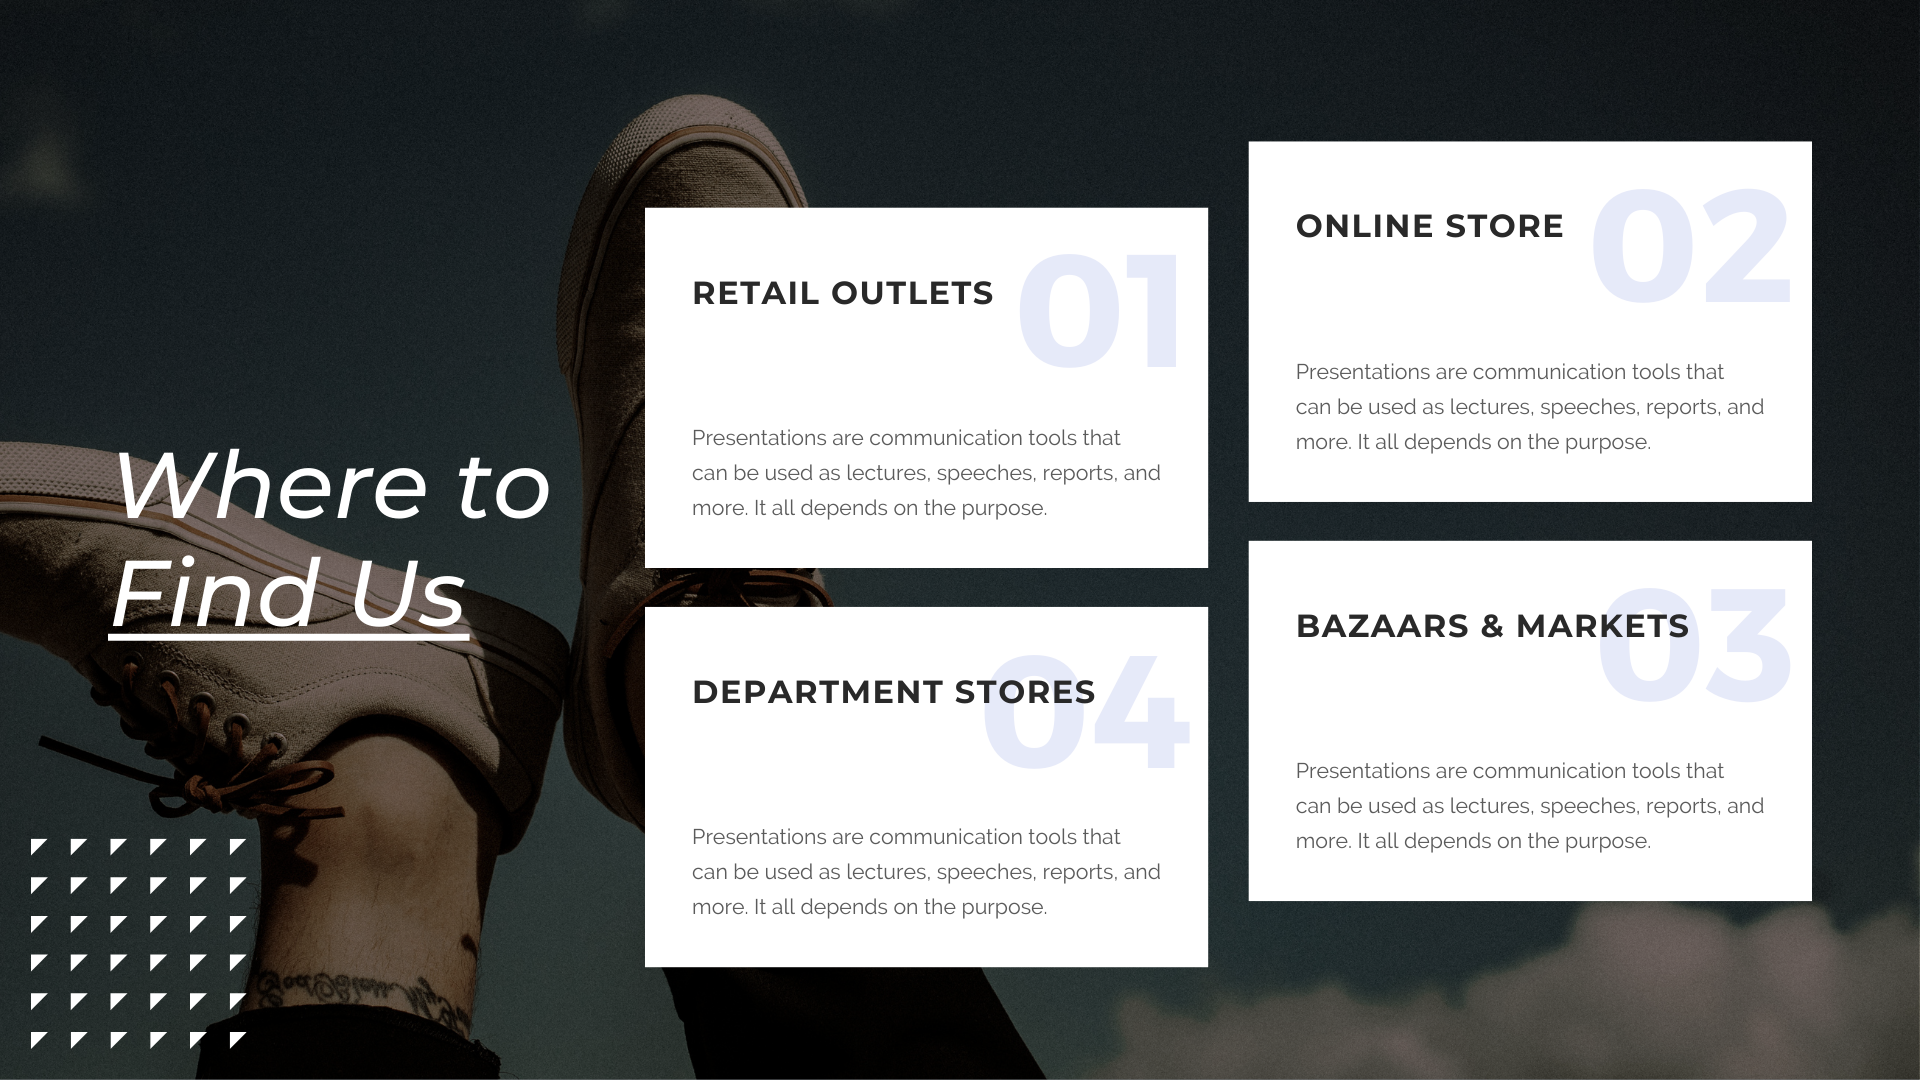 Where to
Find Us
01
RETAIL OUTLETS
Presentations are communication tools that
can be used as lectures, speeches, reports, and
more. It all depends on the purpose.
02
ONLINE STORE
Presentations are communication tools that
can be used as lectures, speeches, reports, and
more. It all depends on the purpose.
03
BAZAARS & MARKETS
Presentations are communication tools that
can be used as lectures, speeches, reports, and
more. It all depends on the purpose.
04
DEPARTMENT STORES
Presentations are communication tools that
can be used as lectures, speeches, reports, and
more. It all depends on the purpose.